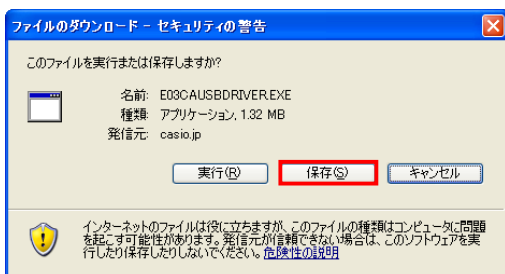 ファイルのダウンロード - セキュリティの警告
このファイルを実行または保存しますか?
名前: E03CAUSBDRIVER.EXE
種類: アプリケーション, 1.32 MB
発信元: casio.jp
実行(R) 保存(S) キャンセル
インターネットのファイルは役に立ちますが、このファイルの種類はコンピュータに問題
を起こす可能性があります。発信元が信頼できない場合は、このソフトウェアを実
行したり保存したりしないでください。危険性の説明